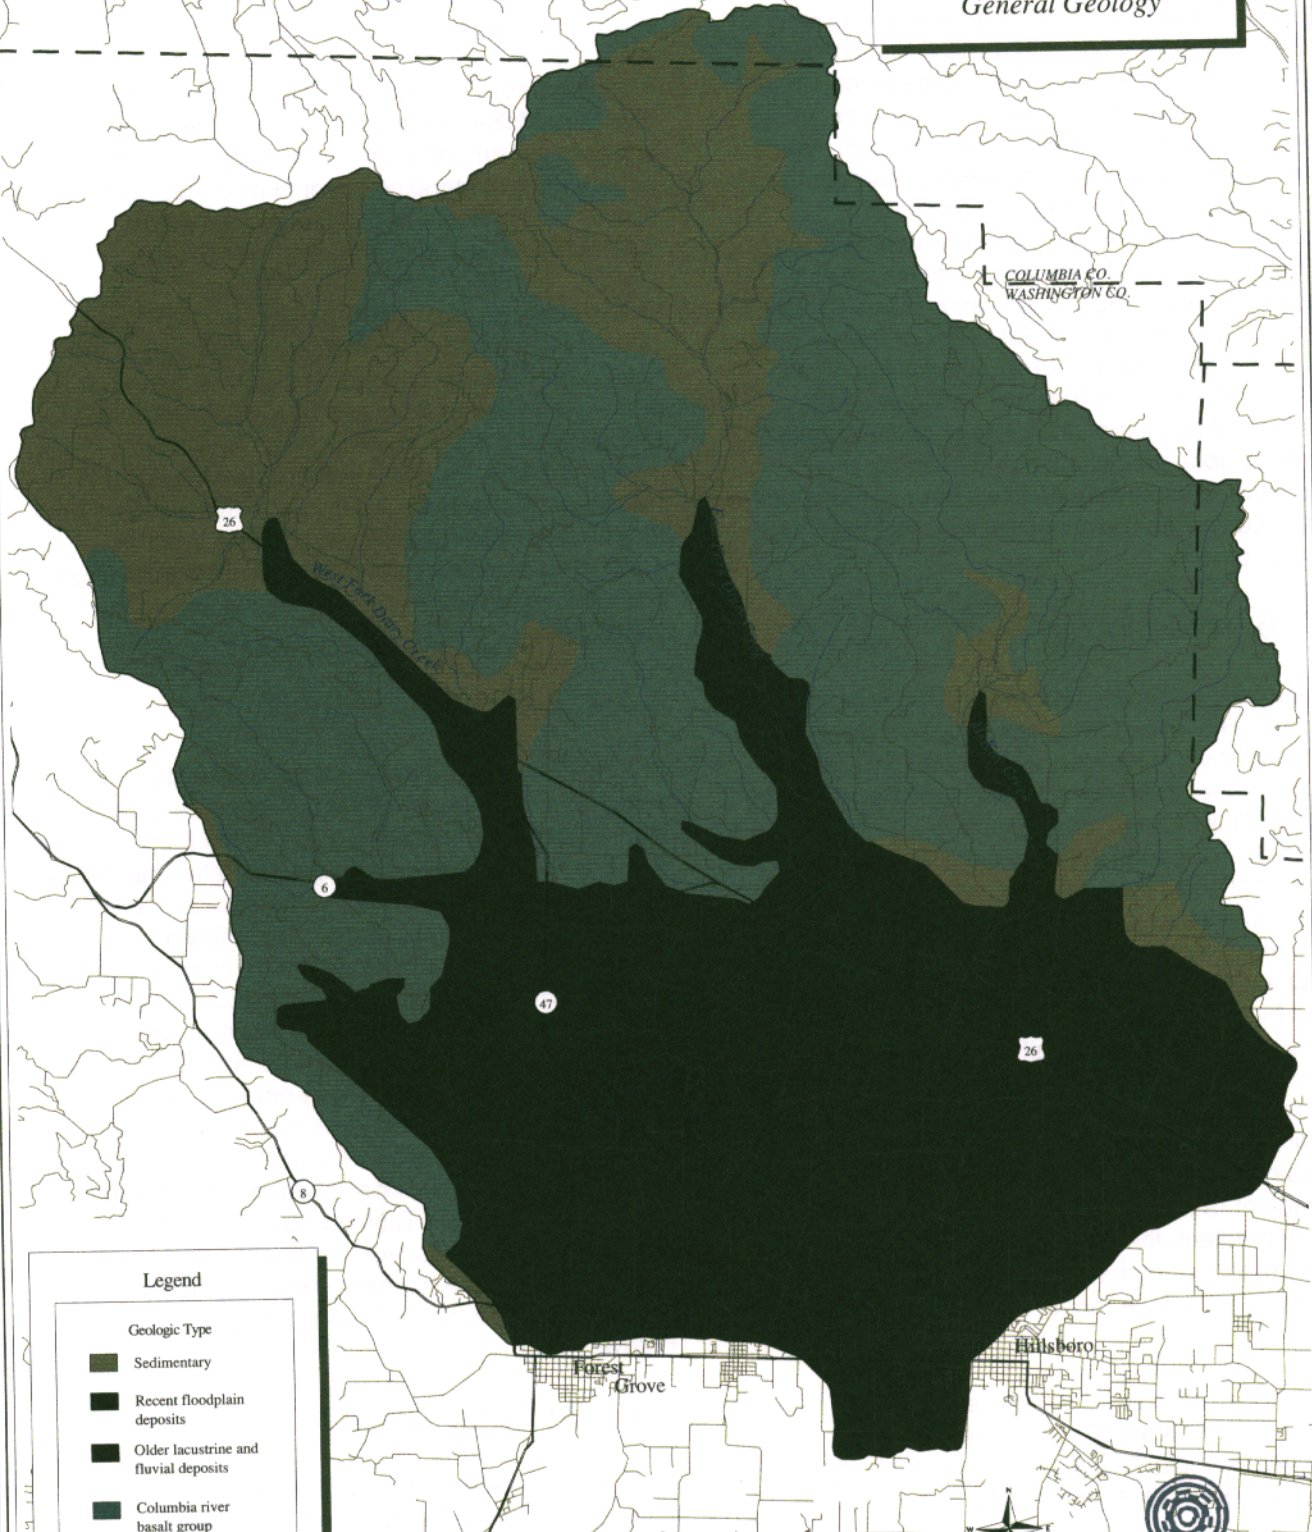 General Geology
COLUMBIA CO.
WASHINGTON CO.
26
West Fork Dairy Creek
6
47
26
8
Hillsboro
Forest
Grove
Legend
Geologic Type
Sedimentary
Recent floodplain
deposits
Older lacustrine and
fluvial deposits
Columbia river
basalt group
N
W
E